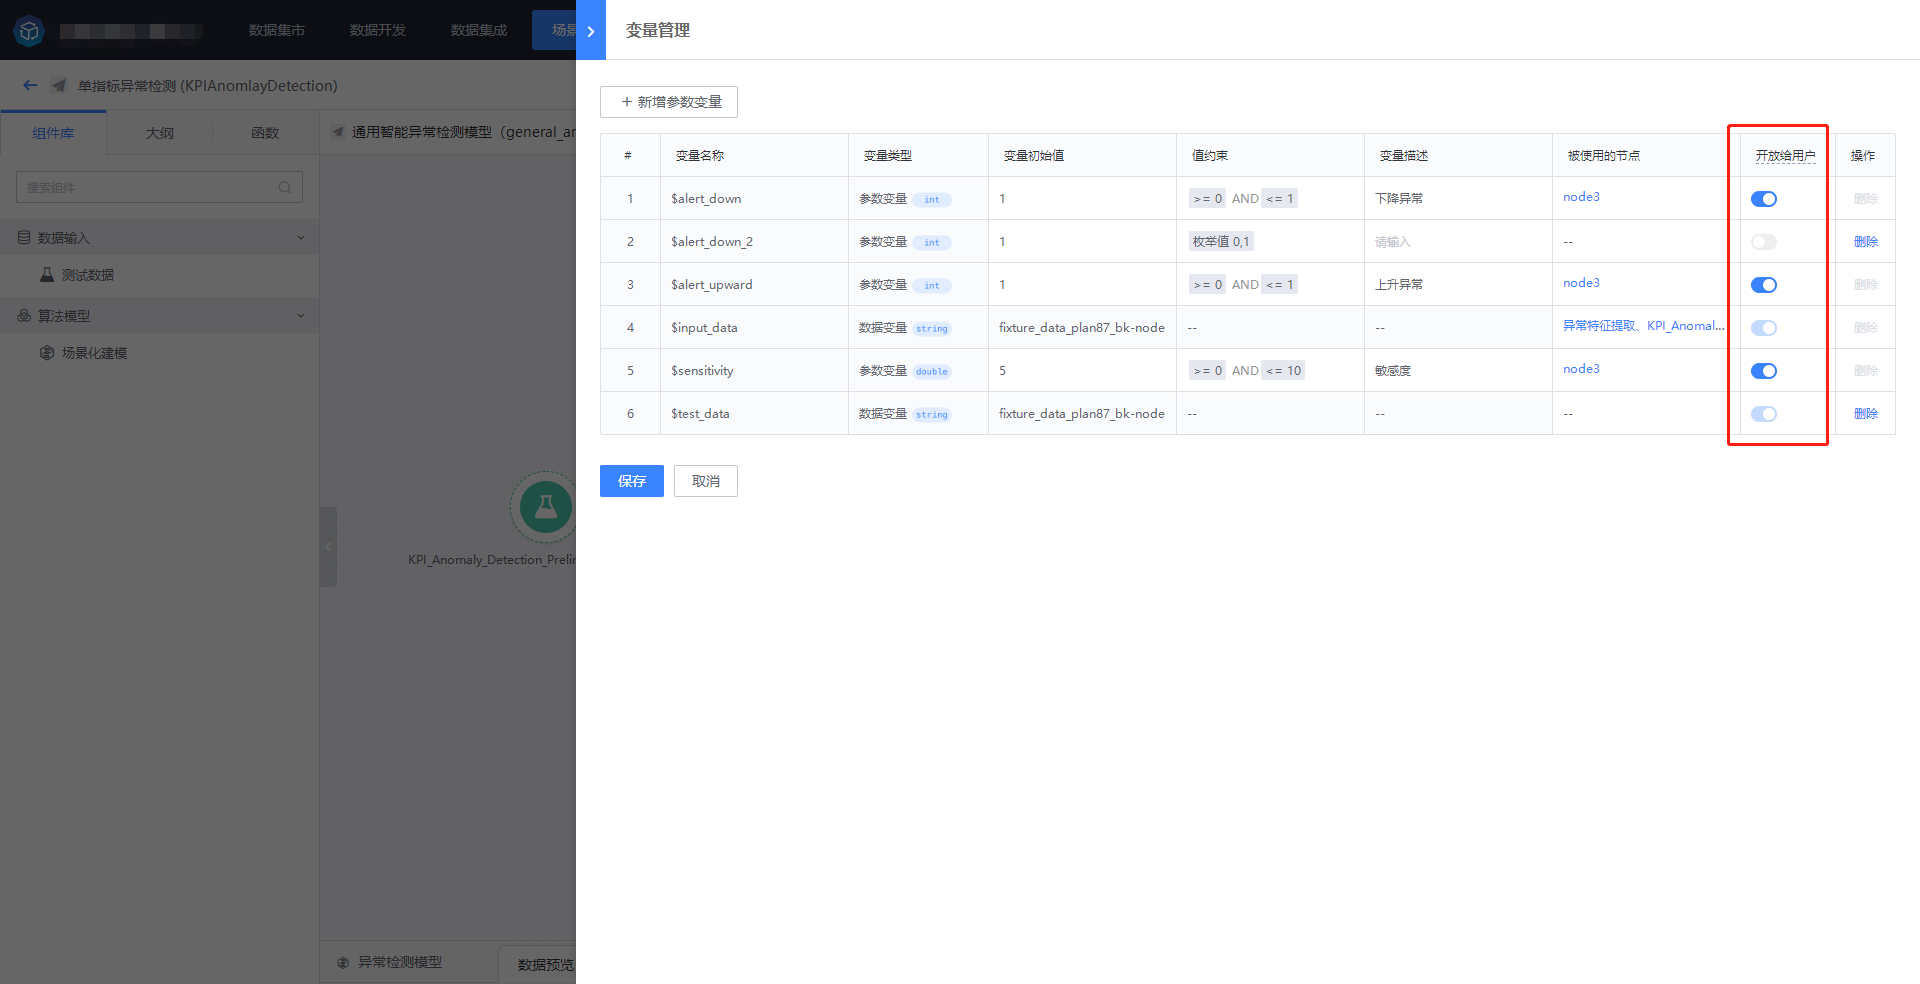 数据集市
数据开发
数据集成
场景
变量管理
单指标异常检测 (KPIAnomlayDetection)
组件库
大纲
函数
通用智能异常检测模型（general_an
搜索组件
数据输入
测试数据
算法模型
场景化建模
KPI_Anomaly_Detection_Prelin
异常检测模型
数据预览
＋ 新增参数变量
# 变量名称 变量类型 变量初始值 值约束 变量描述 被使用的节点 开放给用户 操作
1 $alert_down 参数变量 int 1 >= 0 AND <= 1 下降异常 node3 删除
2 $alert_down_2 参数变量 int 1 枚举值 0,1 请输入 -- 删除
3 $alert_upward 参数变量 int 1 >= 0 AND <= 1 上升异常 node3 删除
4 $input_data 数据变量 string fixture_data_plan87_bk-node -- -- 异常特征提取、KPI_Anomal... 删除
5 $sensitivity 参数变量 double 5 >= 0 AND <= 10 敏感度 node3 删除
6 $test_data 数据变量 string fixture_data_plan87_bk-node -- -- -- 删除
保存
取消